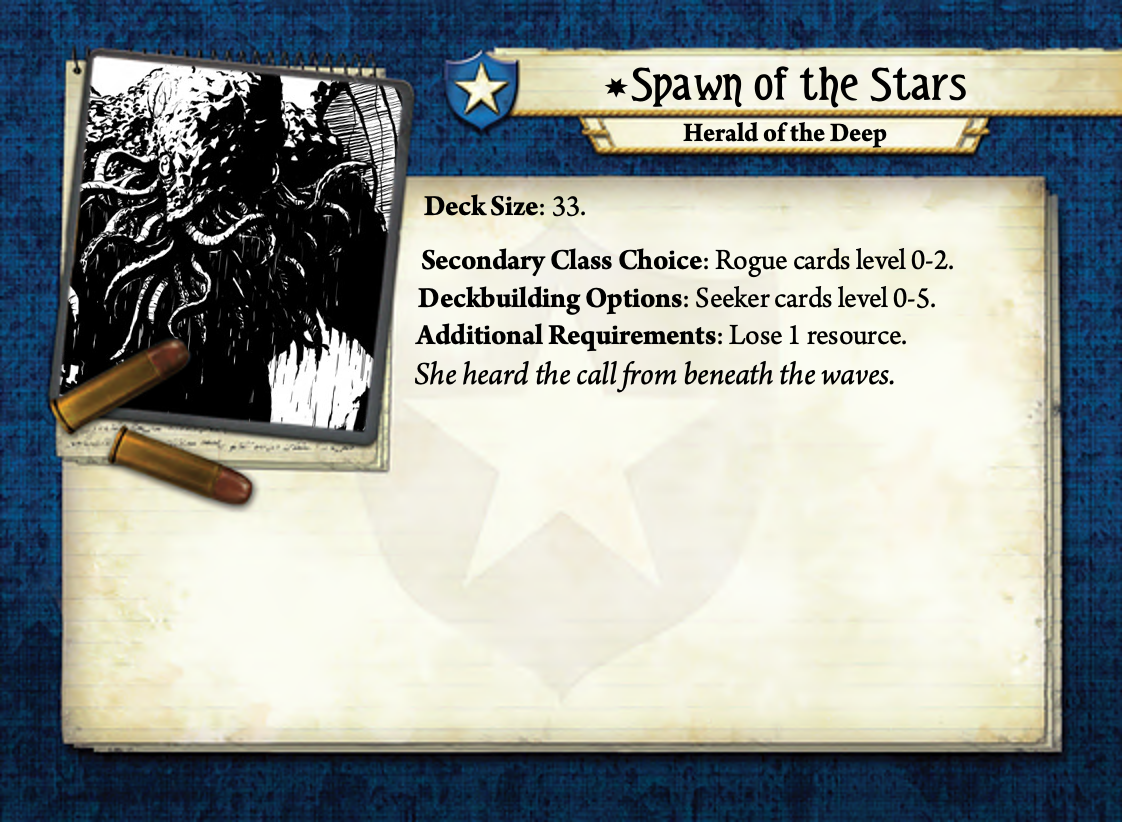 ✷Spawn of the Stars
Herald of the Deep
Deck Size: 33.
Secondary Class Choice: Rogue cards level 0-2.
Deckbuilding Options: Seeker cards level 0-5.
Additional Requirements: Lose 1 resource.
She heard the call from beneath the waves.